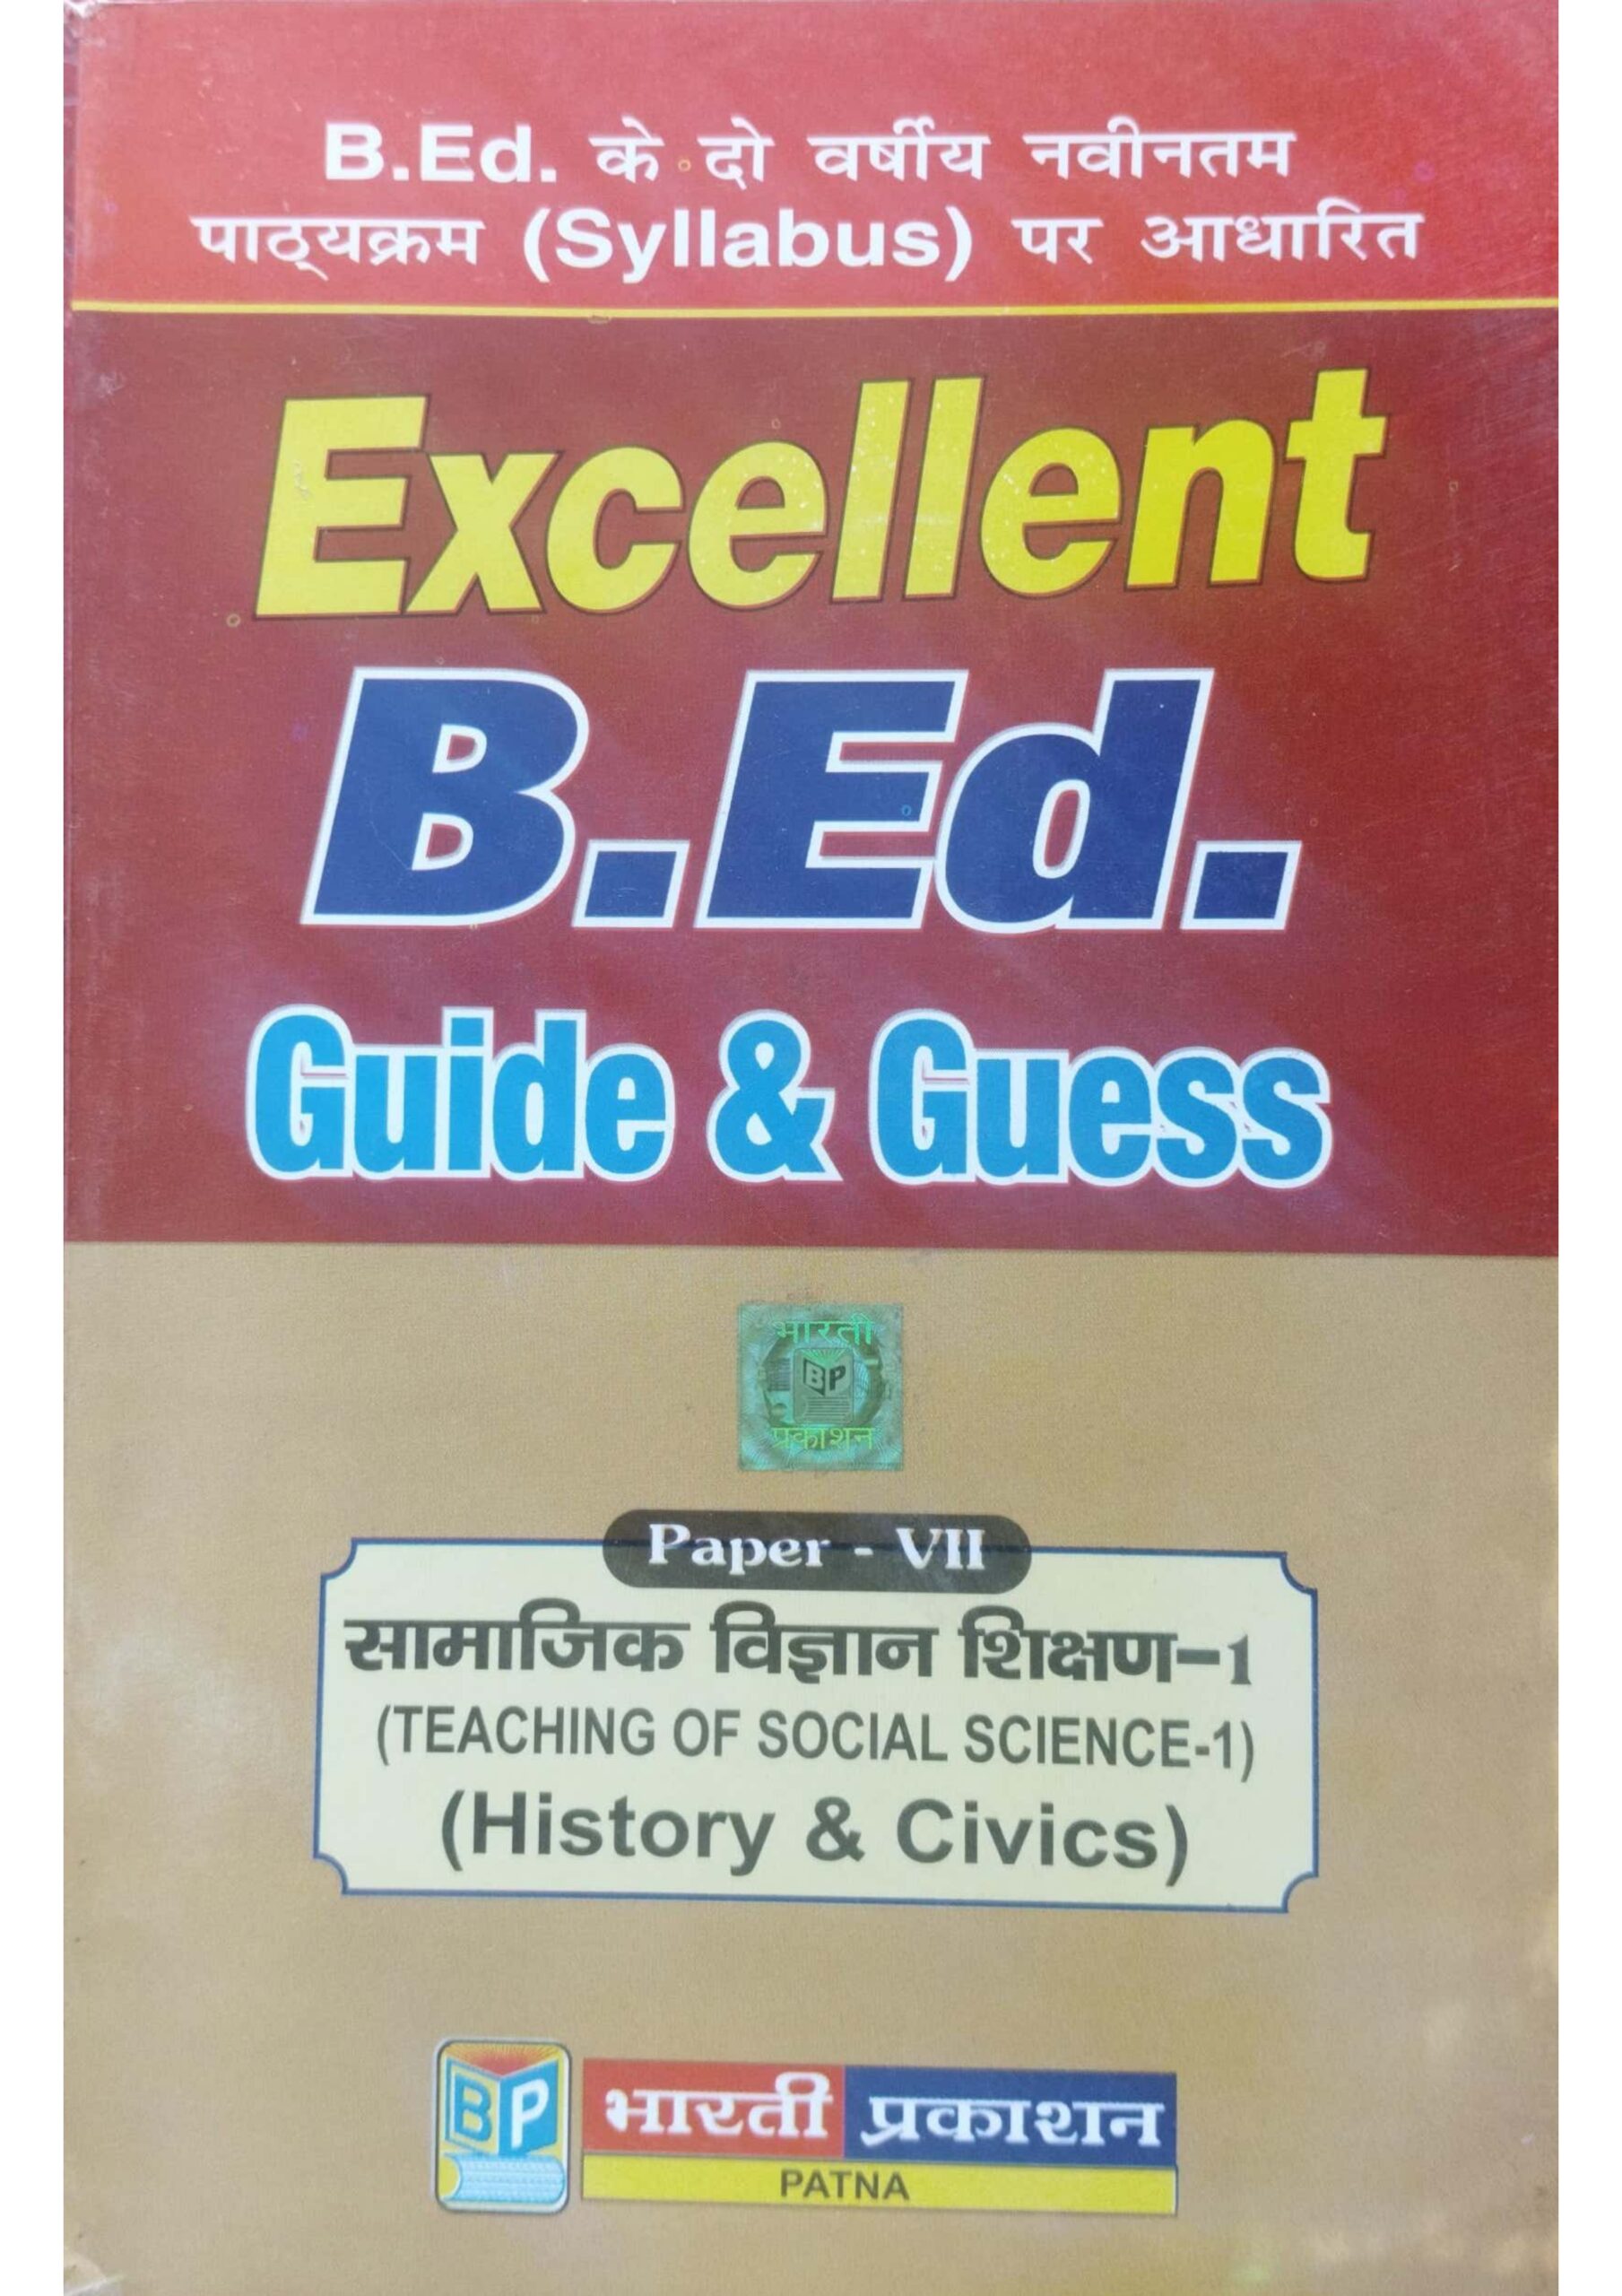 B.Ed. के दो वर्षीय नवीनतम
पाठ्यक्रम (Syllabus) पर आधारित
Excellent
B.Ed.
Guide & Guess
भारती
BP
प्रकाशन
Paper - VII
सामाजिक विज्ञान शिक्षण-1
(TEACHING OF SOCIAL SCIENCE-1)
(History & Civics)
BP
भारती प्रकाशन
PATNA